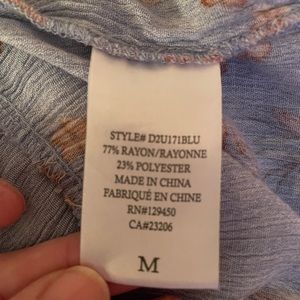 STYLE# D2U171BLU
77% RAYON/RAYONNE
23% POLYESTER
MADE IN CHINA
FABRIQUÉ EN CHINE
RN#129450
CA#23206
M